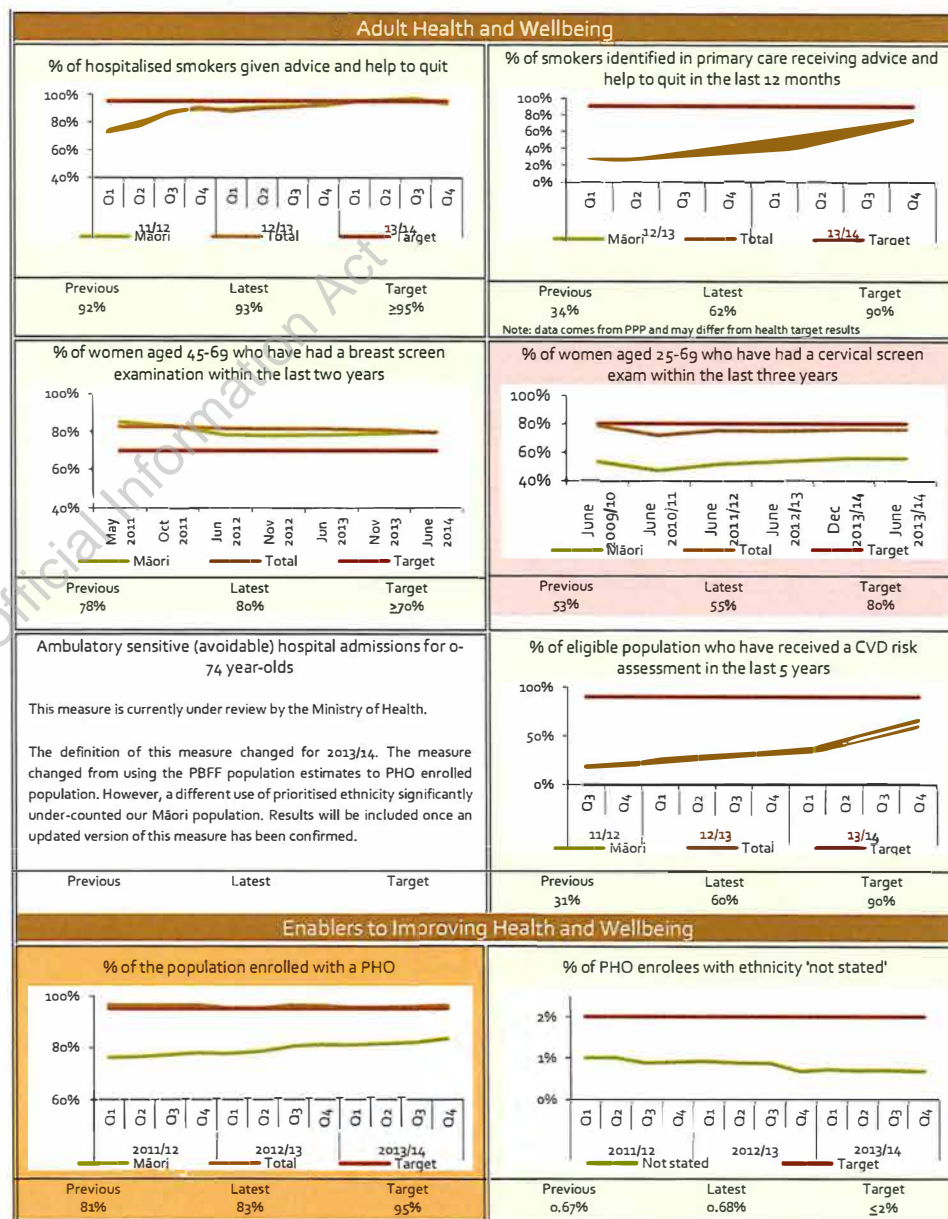 Adult Health and Wellbeing
% of hospitalised smokers given advice and help to quit
100%
80%
60%
40%
Q1 Q2 Q3 Q4 Q1 Q2 Q3 Q4 Q1 Q2 Q3 Q4
11/12 12/13 13/14
Māori Total Target
Previous Latest Target
92% 93% ≥95%
% of smokers identified in primary care receiving advice and
help to quit in the last 12 months
100%
80%
60%
40%
20%
0%
Q1 Q2 Q3 Q4 Q1 Q2 Q3 Q4
12/13 13/14
Māori Total Target
Previous Latest Target
34% 62% 90%
Note: data comes from PPP and may differ from health target results
% of women aged 45-69 who have had a breast screen
examination within the last two years
100%
80%
60%
40%
May 2011 Oct 2011 Jun 2012 Nov 2012 Jun 2013 Nov 2013 June 2014
Māori Total Target
Previous Latest Target
78% 80% ≥70%
% of women aged 25-69 who have had a cervical screen
exam within the last three years
100%
80%
60%
40%
June 2009/10 June 2010/11 June 2011/12 June 2012/13 Dec 2013/14 June 2013/14
Māori Total Target
Previous Latest Target
53% 55% 80%
Ambulatory sensitive (avoidable) hospital admissions for 0-
74 year-olds
This measure is currently under review by the Ministry of Health.
The definition of this measure changed for 2013/14. The measure
changed from using the PBFF population estimates to PHO enrolled
population. However, a different use of prioritised ethnicity significantly
under-counted our Māori population. Results will be included once an
updated version of this measure has been confirmed.
Previous Latest Target
% of eligible population who have received a CVD risk
assessment in the last 5 years
100%
50%
0%
Q3 Q4 Q1 Q2 Q3 Q4 Q1 Q2 Q3 Q4
11/12 12/13 13/14
Māori Total Target
Previous Latest Target
31% 60% 90%
Enablers to Improving Health and Wellbeing
% of the population enrolled with a PHO
100%
80%
60%
Q1 Q2 Q3 Q4 Q1 Q2 Q3 Q4 Q1 Q2 Q3 Q4
2011/12 2012/13 2013/14
Māori Total Target
Previous Latest Target
81% 83% 95%
% of PHO enrolees with ethnicity 'not stated'
2%
1%
0%
Q1 Q2 Q3 Q4 Q1 Q2 Q3 Q4 Q1 Q2 Q3 Q4
2011/12 2012/13 2013/14
Not stated Target
Previous Latest Target
0.67% 0.68% ≤2%
Official Information Act